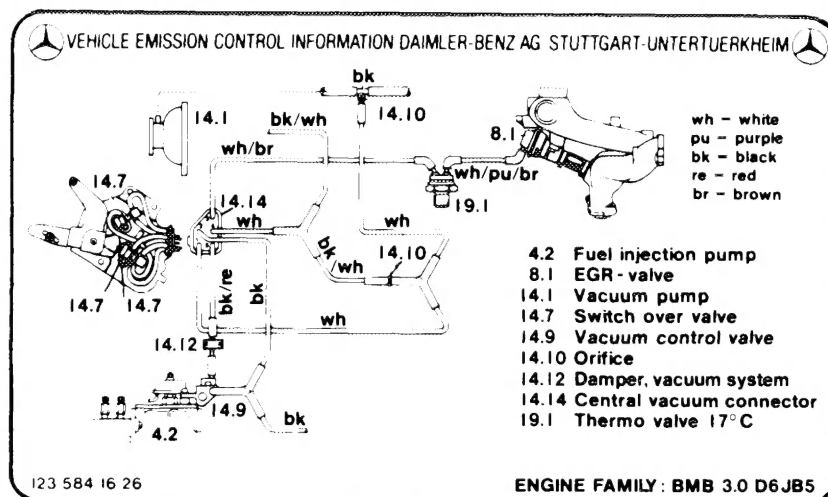 VEHICLE EMISSION CONTROL INFORMATION DAIMLER-BENZ AG STUTTGART-UNTERTUERKHEIM
bk
14.1
bk/wh
14.10
8.1
wh - white
pu - purple
bk - black
re - red
br - brown
wh/br
wh/pu/br
19.1
14.7
14.14
wh
wh
bk/wh
14.10
14.7
14.7
bk/re
bk
wh
14.12
14.9
4.2
bk
4.2 Fuel injection pump
8.1 EGR-valve
14.1 Vacuum pump
14.7 Switch over valve
14.9 Vacuum control valve
14.10 Orifice
14.12 Damper, vacuum system
14.14 Central vacuum connector
19.1 Thermo valve 17°C
123 584 16 26
ENGINE FAMILY: BMB 3.0 D6JB5